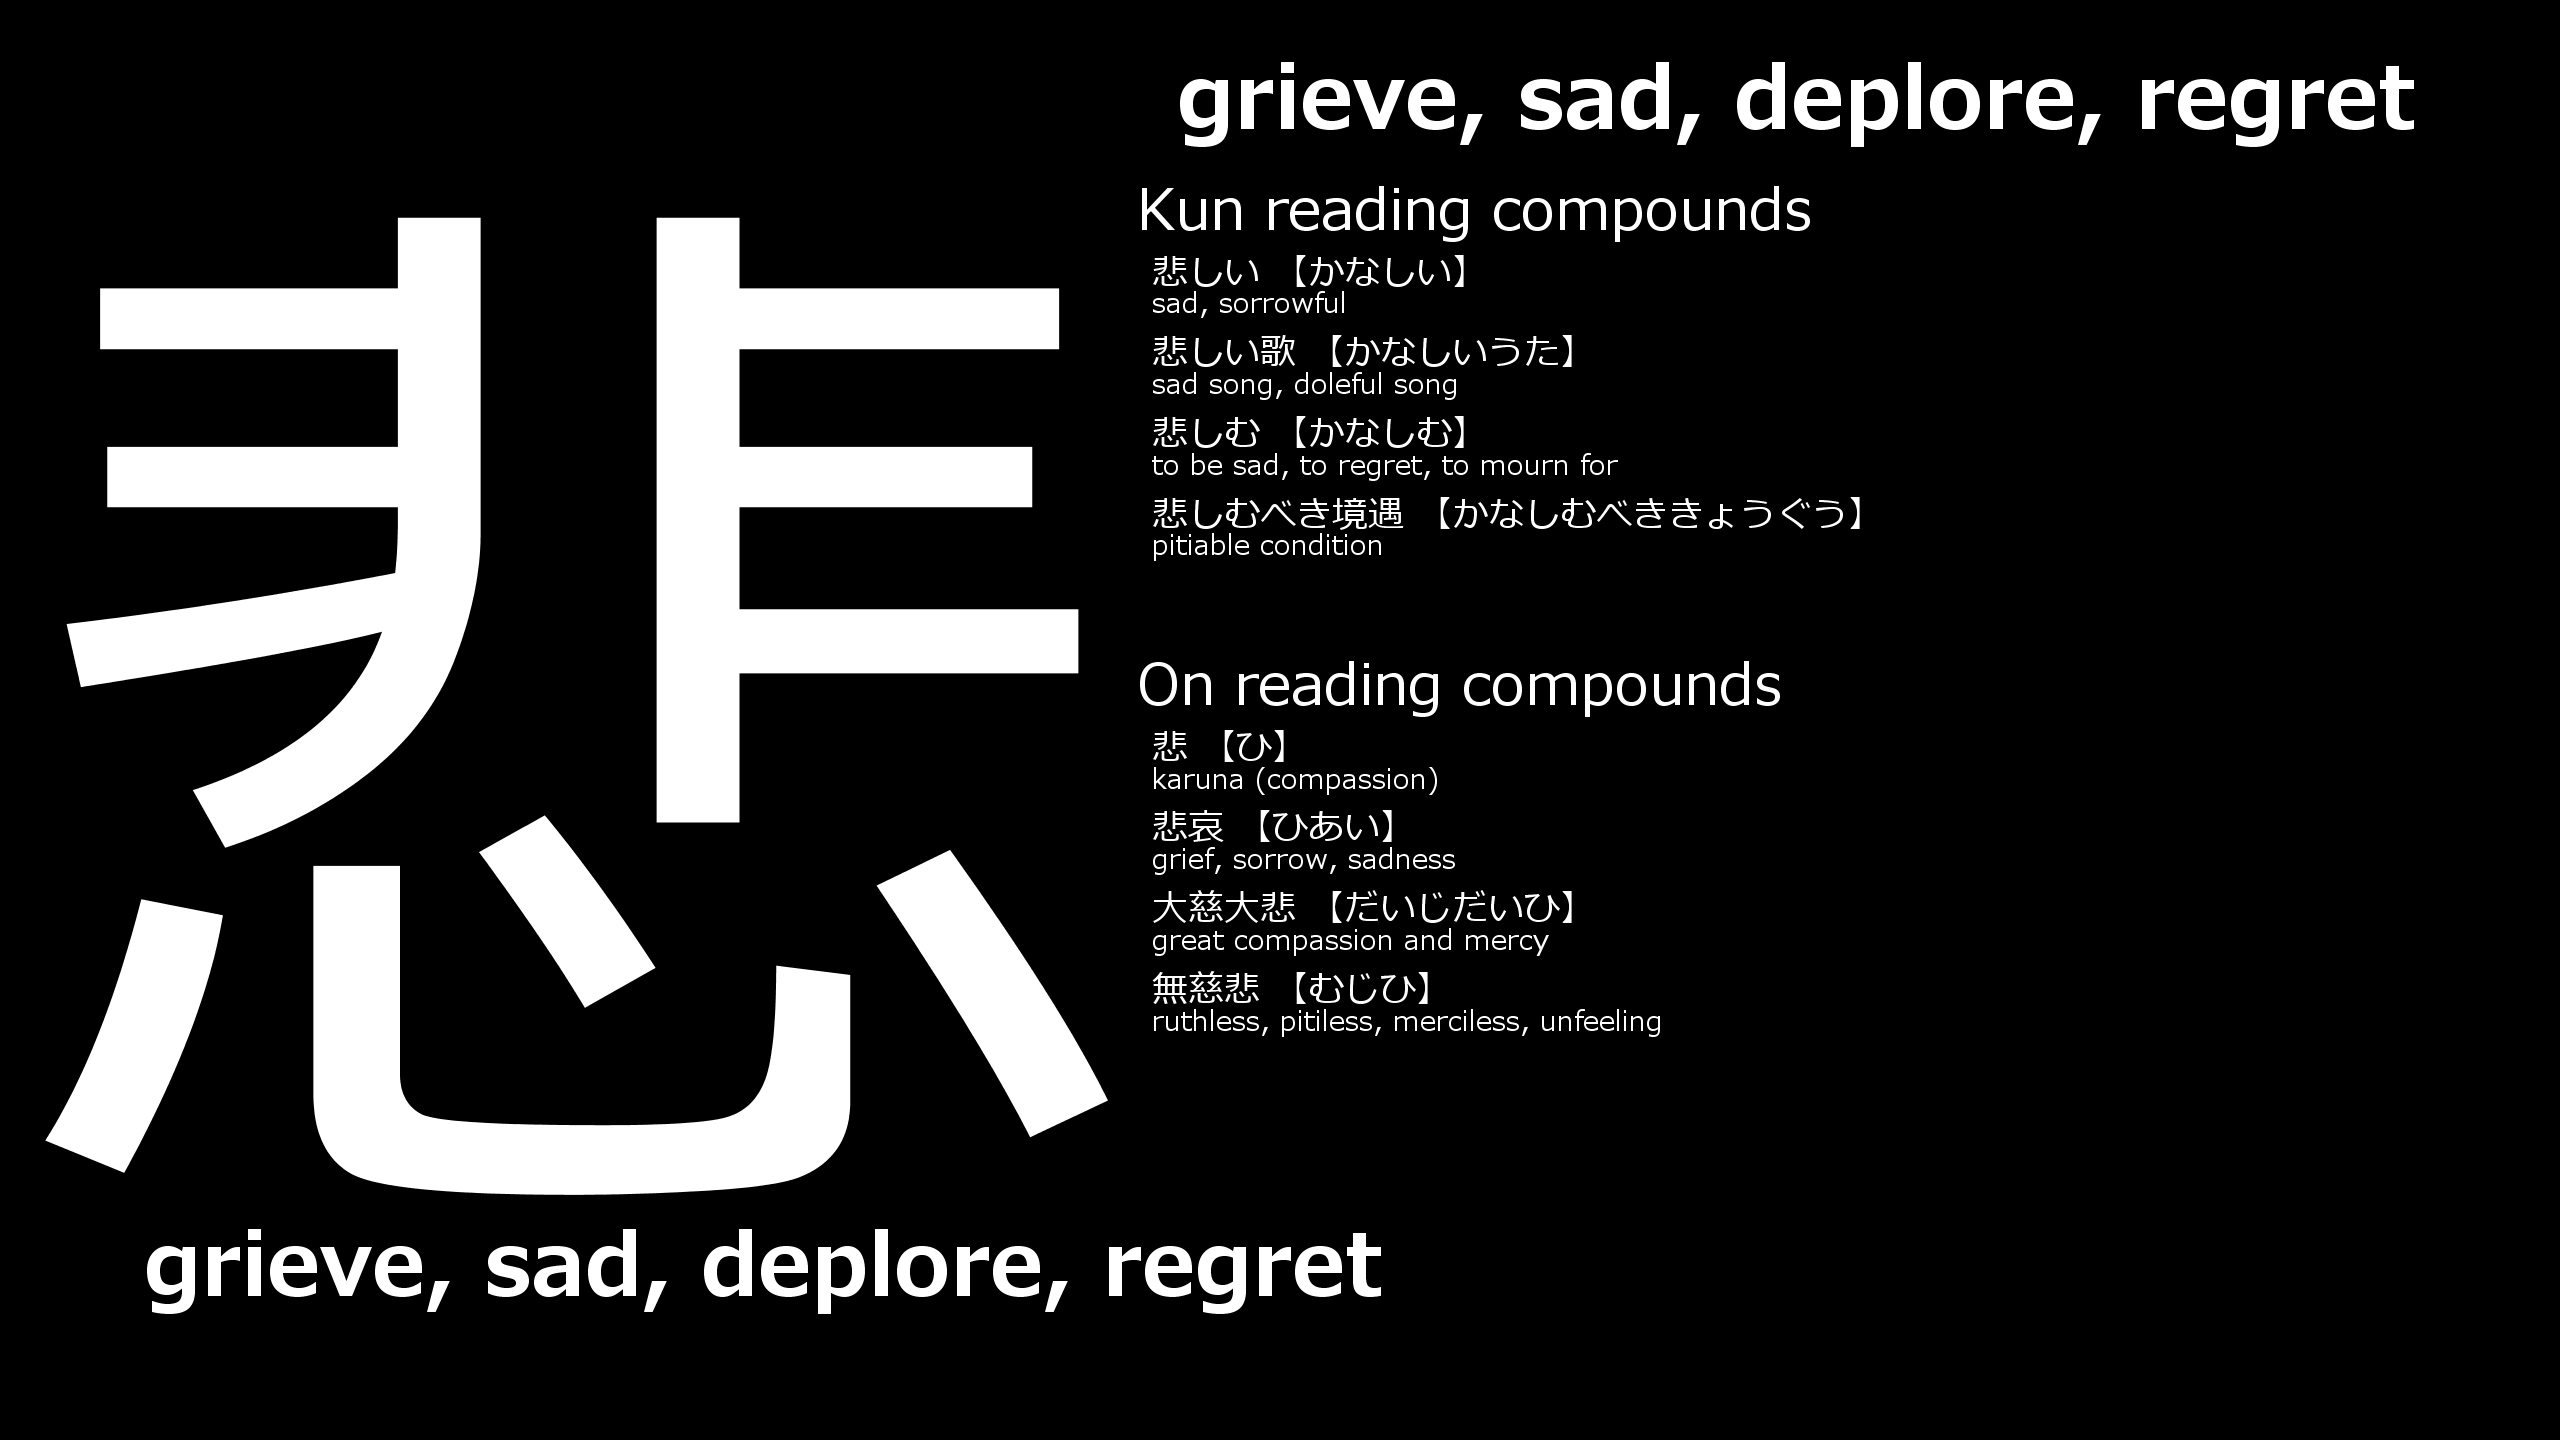 悲
grieve, sad, deplore, regret
grieve, sad, deplore, regret
Kun reading compounds
悲しい 【かなしい】
sad, sorrowful
悲しい歌 【かなしいうた】
sad song, doleful song
悲しむ 【かなしむ】
to be sad, to regret, to mourn for
悲しむべき境遇 【かなしむべききょうぐう】
pitiable condition
On reading compounds
悲 【ひ】
karuna (compassion)
悲哀 【ひあい】
grief, sorrow, sadness
大慈大悲 【だいじだいひ】
great compassion and mercy
無慈悲 【むじひ】
ruthless, pitiless, merciless, unfeeling